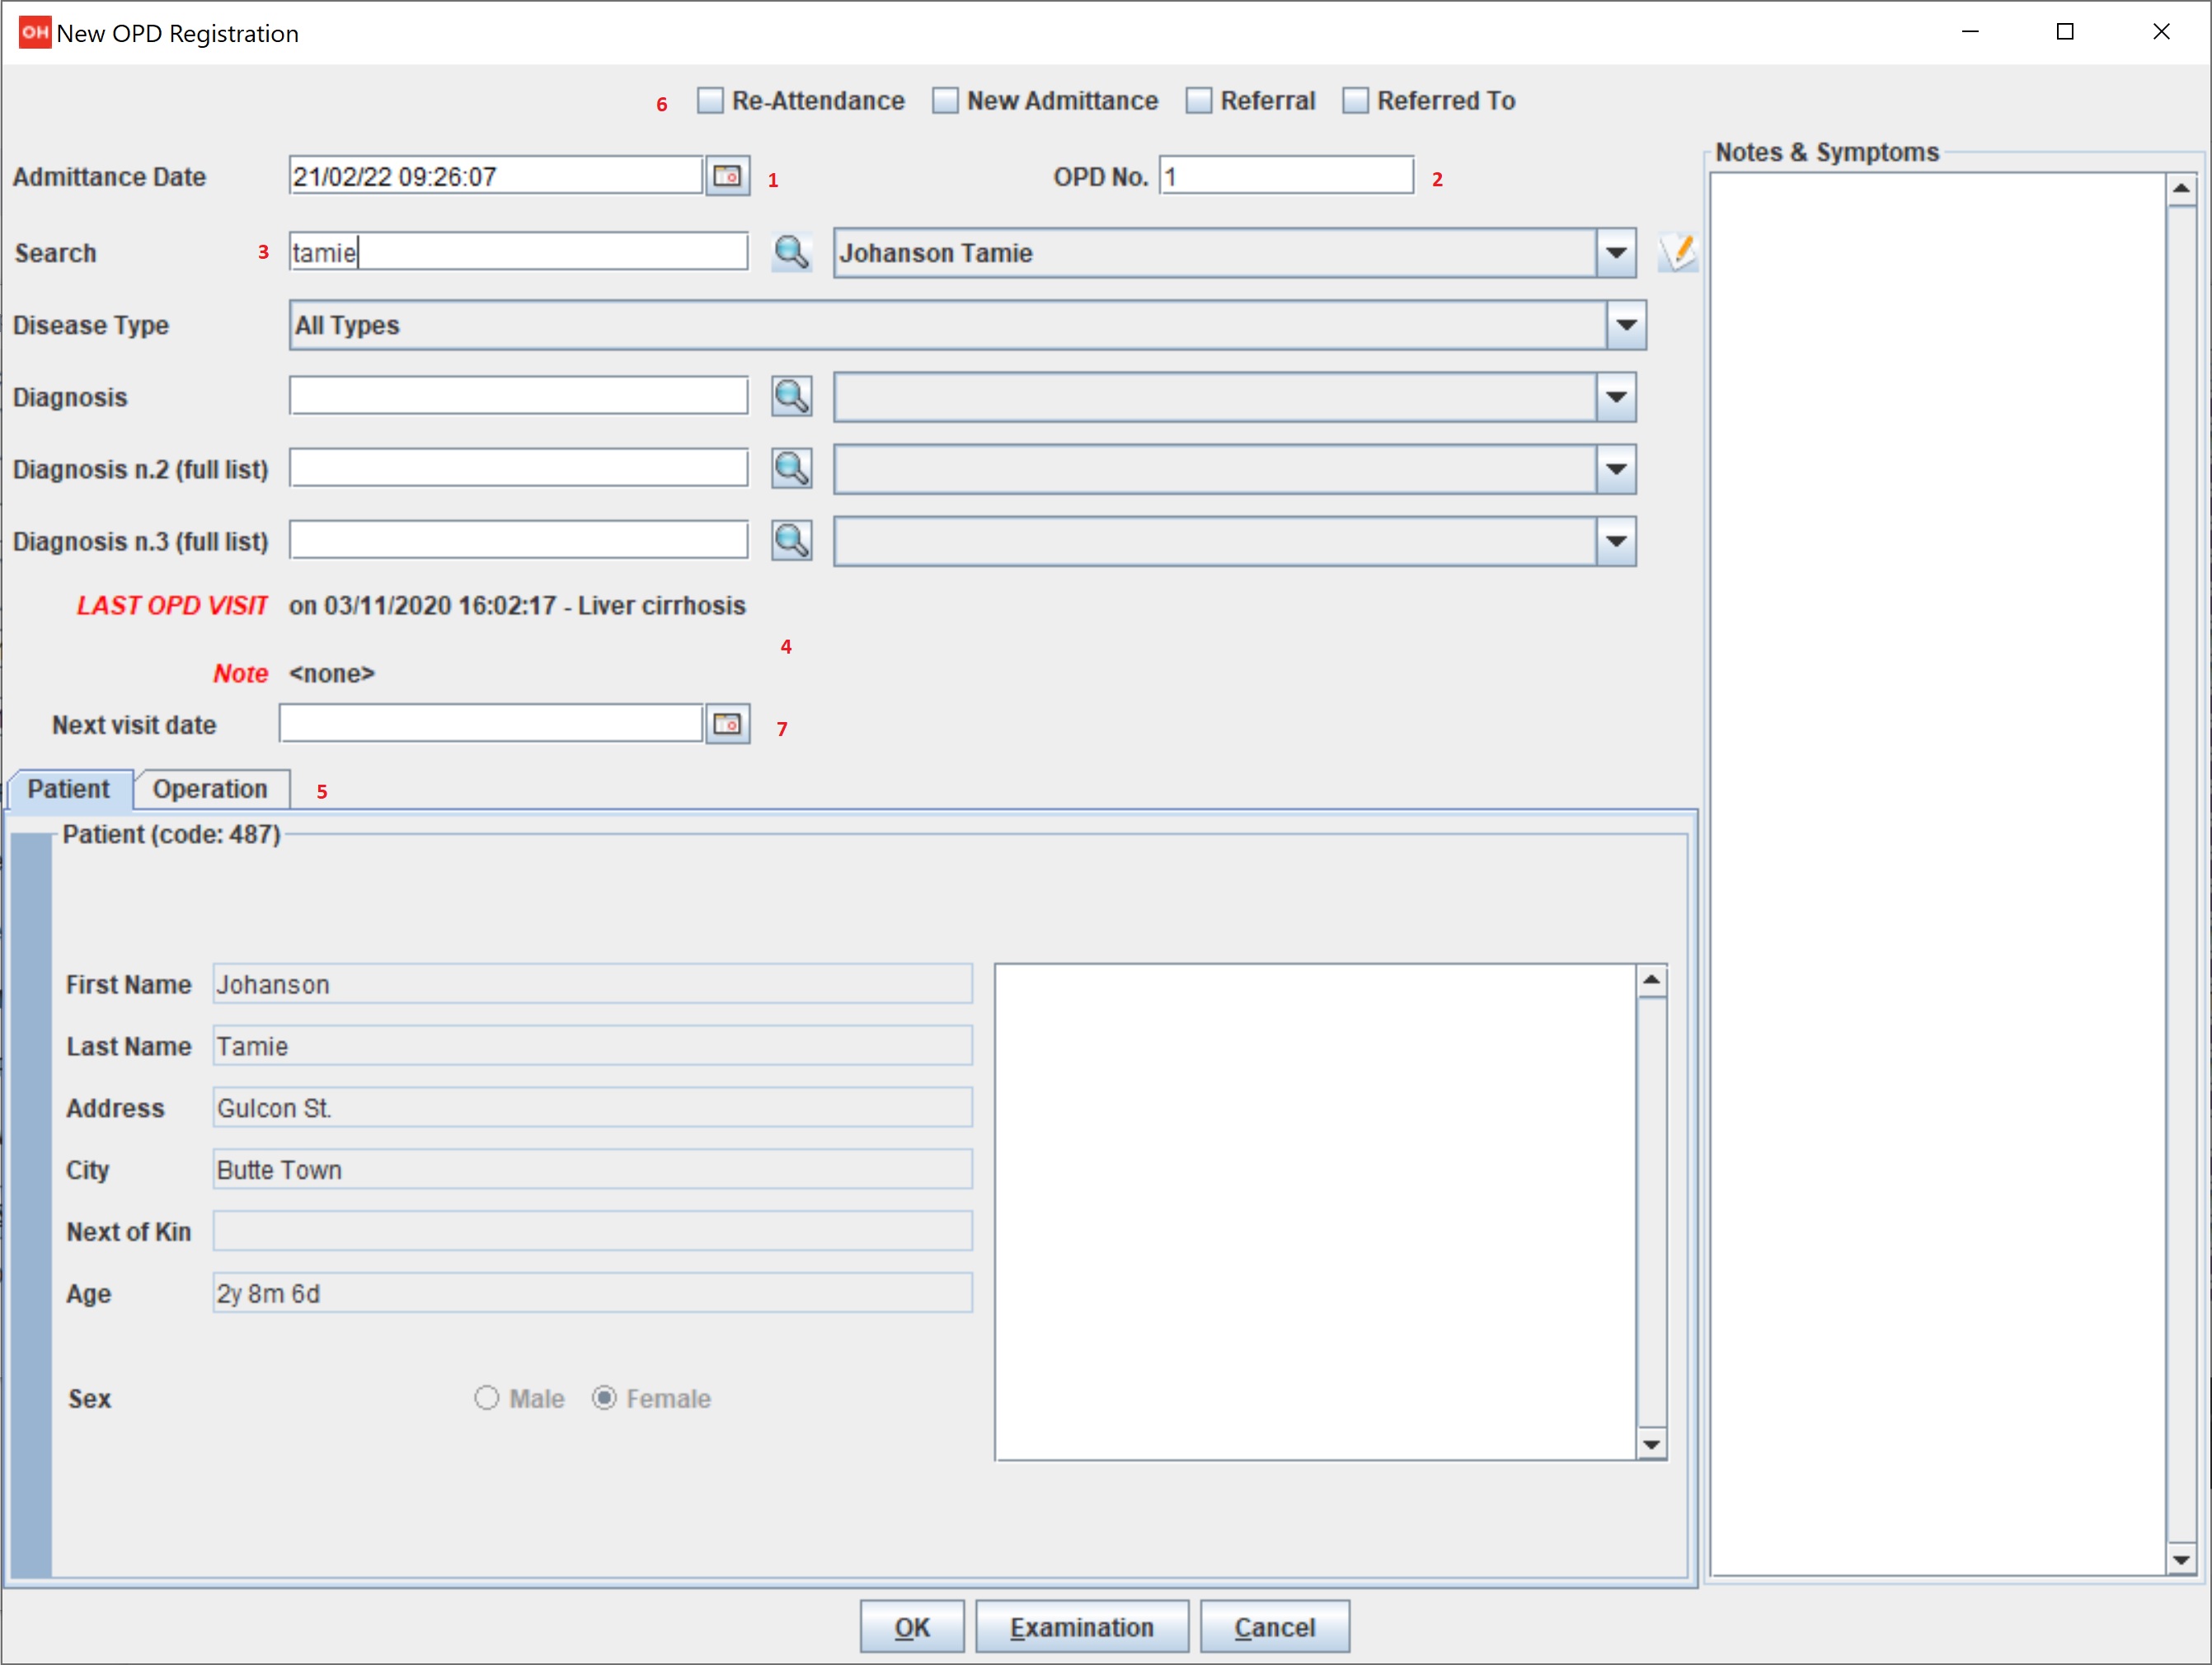 OH New OPD Registration
6 Re-Attendance New Admittance Referral Referred To
Admittance Date 21/02/22 09:26:07 1 OPD No. 1 2
Notes & Symptoms
Search 3 tamie Johanson Tamie
Disease Type All Types
Diagnosis
Diagnosis n.2 (full list)
Diagnosis n.3 (full list)
LAST OPD VISIT on 03/11/2020 16:02:17 - Liver cirrhosis
4
Note <none>
Next visit date 7
Patient Operation 5
Patient (code: 487)
First Name Johanson
Last Name Tamie
Address Gulcon St.
City Butte Town
Next of Kin
Age 2y 8m 6d
Sex Male Female
OK Examination Cancel